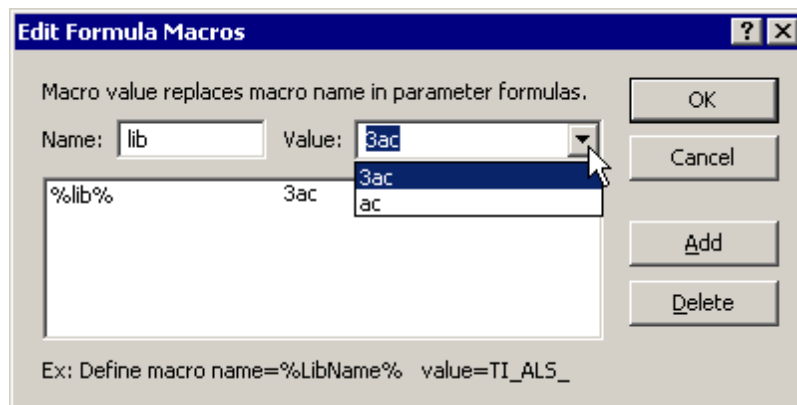 Edit Formula Macros
Macro value replaces macro name in parameter formulas.
OK
Name: lib Value: 3ac
Cancel
3ac
%lib% 3ac
ac
Add
Delete
Ex: Define macro name=%LibName% value=TI_ALS_